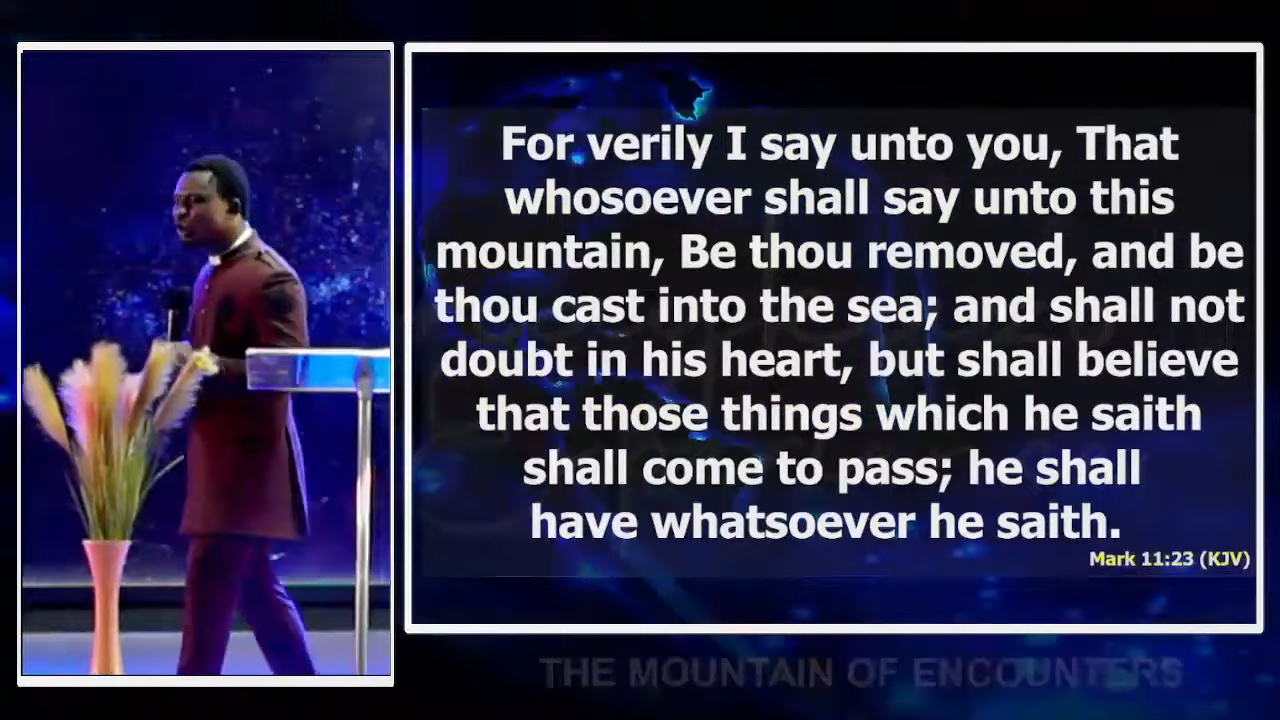 For verily I say unto you, That
whosoever shall say unto this
mountain, Be thou removed, and be
thou cast into the sea; and shall not
doubt in his heart, but shall believe
that those things which he saith
shall come to pass; he shall
have whatsoever he saith.
Mark 11:23 (KJV)
THE MOUNTAIN OF ENCOUNTERS